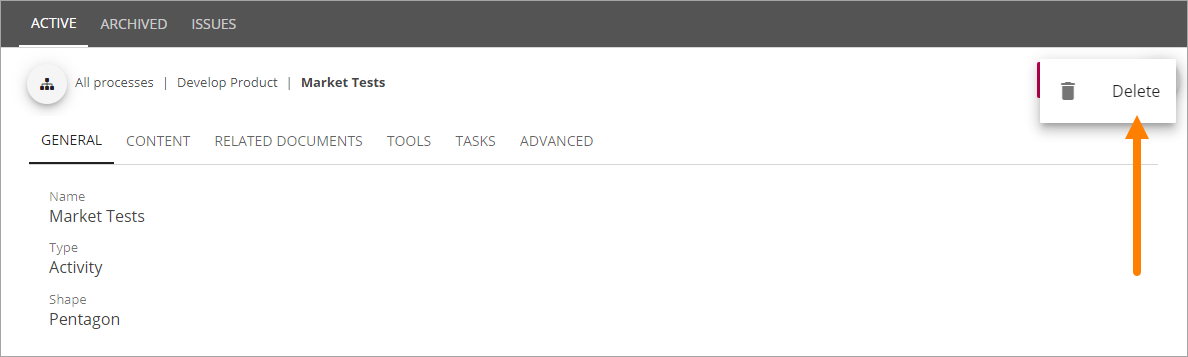 ACTIVE ARCHIVED ISSUES
All processes | Develop Product | Market Tests
Delete
GENERAL CONTENT RELATED DOCUMENTS TOOLS TASKS ADVANCED
Name
Market Tests
Type
Activity
Shape
Pentagon